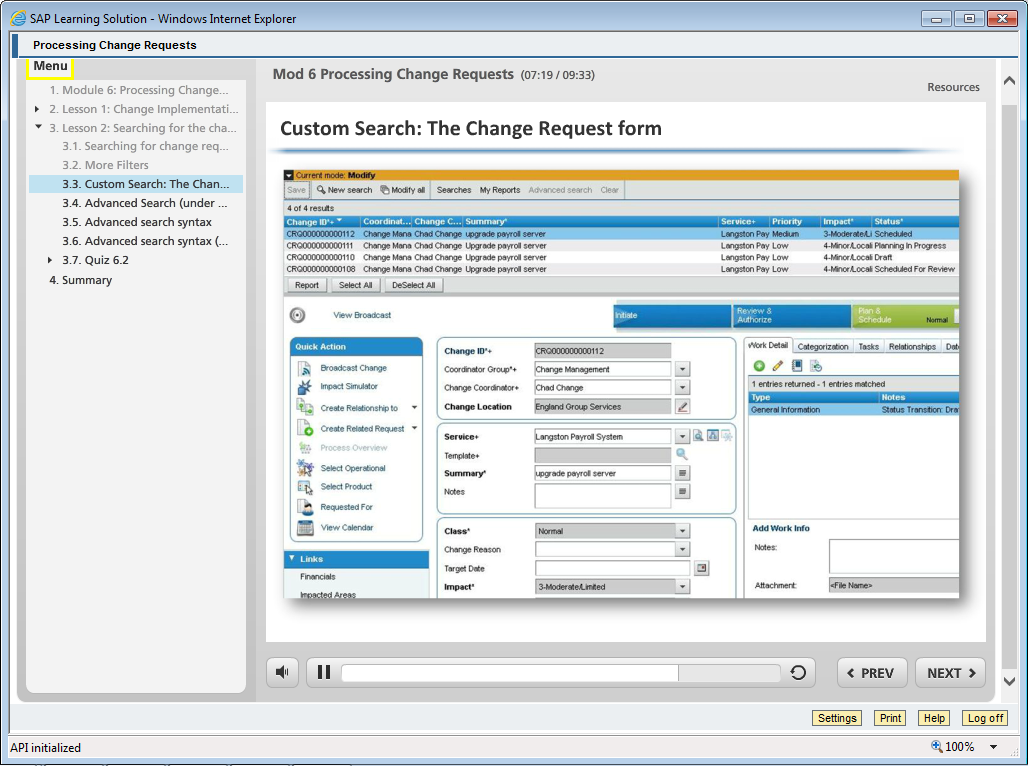 SAP Learning Solution - Windows Internet Explorer
Processing Change Requests
Menu
1. Module 6: Processing Change...
2. Lesson 1: Change Implementati...
3. Lesson 2: Searching for the cha...
3.1. Searching for change req...
3.2. More Filters
3.3. Custom Search: The Chan...
3.4. Advanced Search (under ...
3.5. Advanced search syntax
3.6. Advanced search syntax (...
3.7. Quiz 6.2
4. Summary
Mod 6 Processing Change Requests (07:19 / 09:33)
Resources
Custom Search: The Change Request form
Current mode: Modify
Save New search Modify all Searches My Reports Advanced search Clear
4 of 4 results
Change ID*+ Coordinat... Change C... Summary* Service+ Priority Impact* Status*
CRQ000000000112 Change Mana Chad Change upgrade payroll server Langston Pay Medium 3-Moderate/Li Scheduled
CRQ000000000111 Change Mana Chad Change Upgrade payroll server Langston Pay Low 4-Minor/Locali Planning In Progress
CRQ000000000110 Change Mana Chad Change Upgrade payroll server Langston Pay Low 4-Minor/Locali Draft
CRQ000000000108 Change Mana Chad Change Upgrade payroll server Langston Pay Low 4-Minor/Locali Scheduled For Review
Report Select All DeSelect All
View Broadcast
Initiate
Review & Authorize
Plan & Schedule
Normal
Quick Action
Broadcast Change
Impact Simulator
Create Relationship to
Create Related Request
Process Overview
Select Operational
Select Product
Requested For
View Calendar
Links
Financials
Impacted Areas
Change ID*+ CRQ000000000112
Coordinator Group*+ Change Management
Change Coordinator+ Chad Change
Change Location England Group Services
Service+ Langston Payroll System
Template+
Summary* upgrade payroll server
Notes
Class* Normal
Change Reason
Target Date
Impact* 3-Moderate/Limited
Work Detail Categorization Tasks Relationships Dat
1 entries returned - 1 entries matched
Type Notes
General Information Status Transition: Dra
Add Work Info
Notes:
Attachment: <File Name>
PREV NEXT
Settings Print Help Log off
API initialized
100%